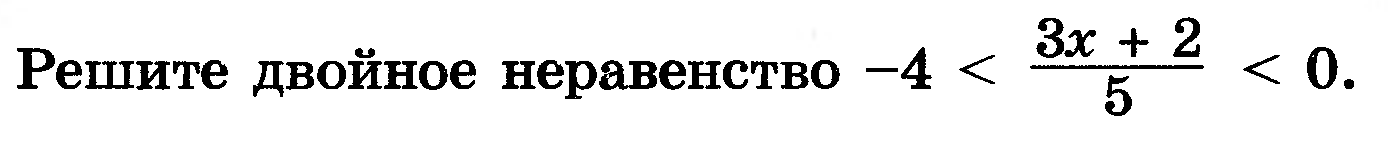 Решите двойное неравенство −4 < (3x + 2)/5 < 0.